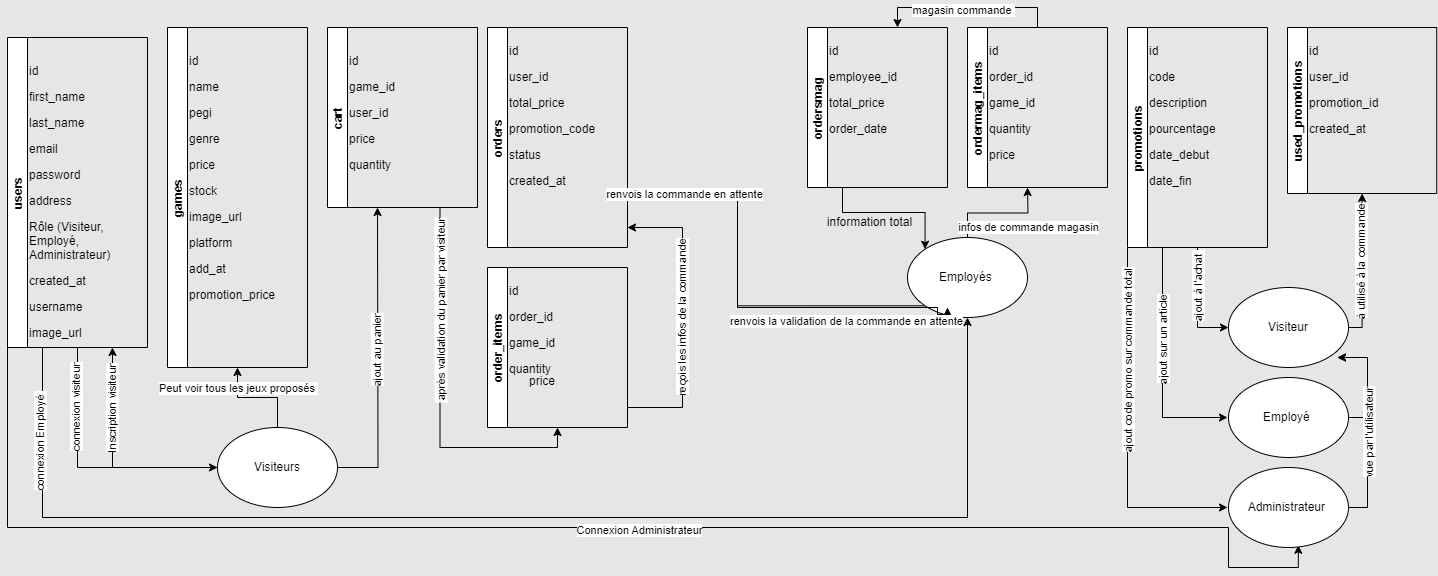 users
id
first_name
last_name
email
password
address
Rôle (Visiteur,
Employé,
Administrateur)
created_at
username
image_url
games
id
name
pegi
genre
price
stock
image_url
platform
add_at
promotion_price
cart
id
game_id
user_id
price
quantity
orders
id
user_id
total_price
promotion_code
status
created_at
order_items
id
order_id
game_id
quantity
price
magasin commande
ordersmag
id
employee_id
total_price
order_date
ordermag_items
id
order_id
game_id
quantity
price
promotions
id
code
description
pourcentage
date_debut
date_fin
used_promotions
id
user_id
promotion_id
created_at
renvois la commande en attente
information total
infos de commande magasin
Employés
renvois la validation de la commande en attente
reçois les infos de la commande
après validation du panier par visiteur
ajout au panier
Peut voir tous les jeux proposés
Visiteurs
connexion Employé
connexion visiteur
Inscription visiteur
Connexion Administrateur
ajout code promo sur commande total
ajout sur un article
ajout à l'achat
a utilisé à la commande
Visiteur
Employé
Administrateur
vue par l'utilisateur